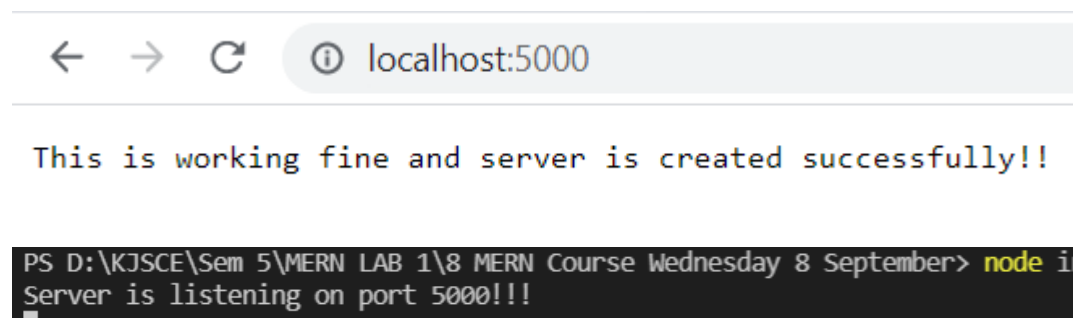 localhost:5000
This is working fine and server is created successfully!!
PS D:\KJSCE\Sem 5\MERN LAB 1\8 MERN Course Wednesday 8 September> node
Server is listening on port 5000!!!